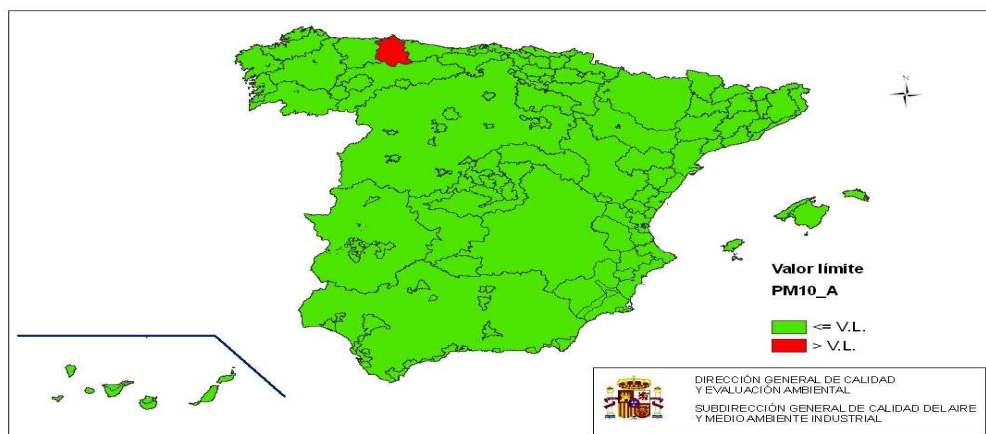 N
Valor límite
PM10_A
<= V.L.
> V.L.
DIRECCIÓN GENERAL DE CALIDAD
Y EVALUACIÓN AMBIENTAL
SUBDIRECCIÓN GENERAL DE CALIDAD DEL AIRE
Y MEDIO AMBIENTE INDUSTRIAL